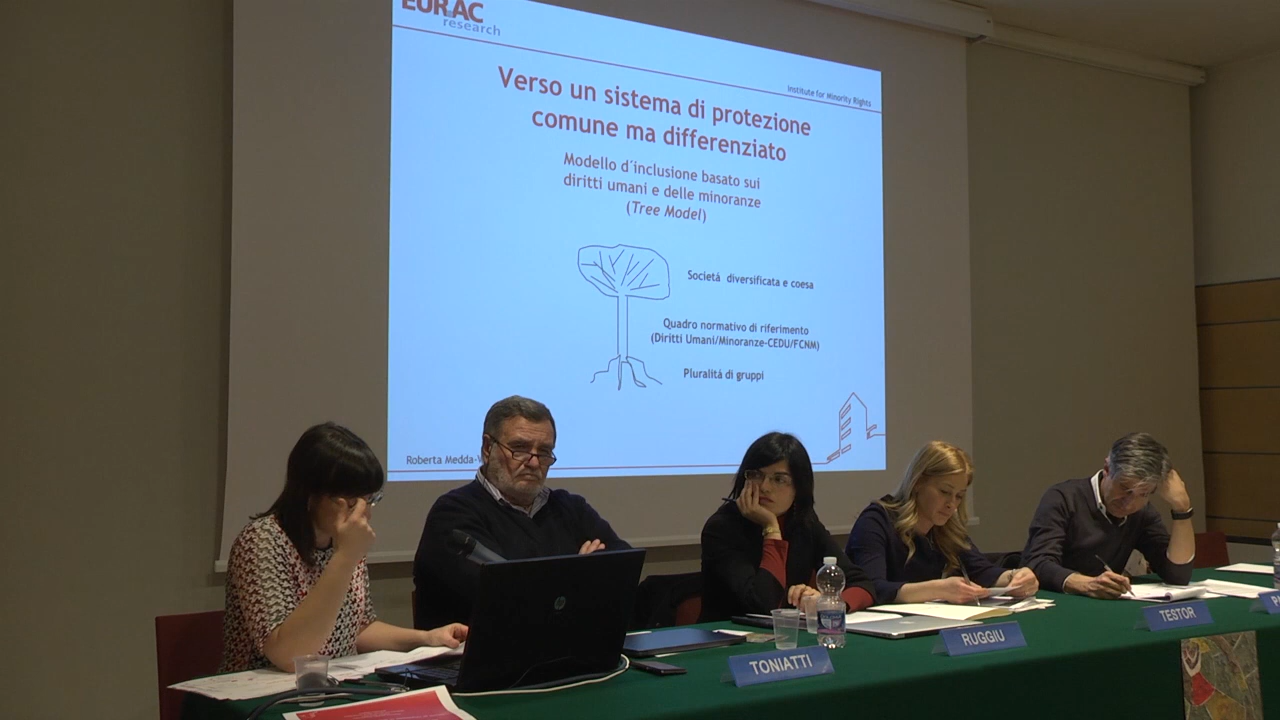 EURAC
research
Institute for Minority Rights
Verso un sistema di protezione
comune ma differenziato
Modello d´inclusione basato sui
diritti umani e delle minoranze
(Tree Model)
Societá diversificata e coesa
Quadro normativo di riferimento
(Diritti Umani/Minoranze-CEDU/FCNM)
Pluralitá di gruppi
Roberta Medda-
hp
TONIATTI
RUGGIU
TESTOR